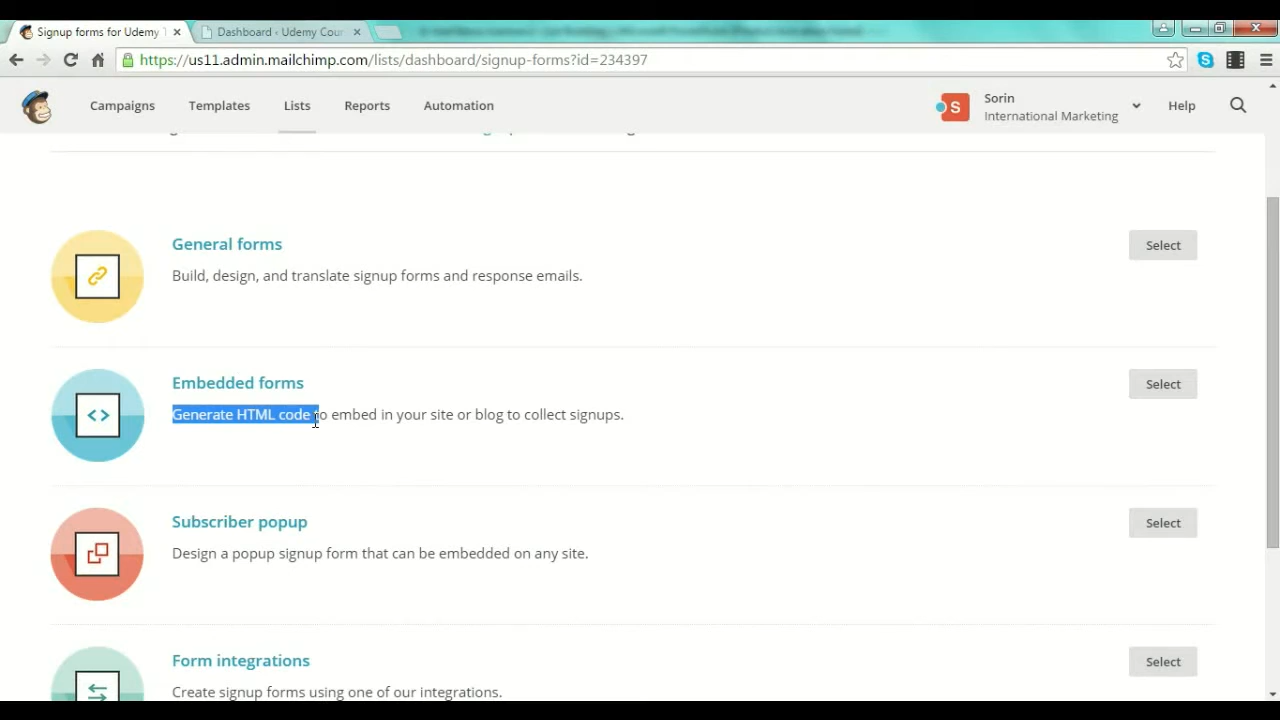 Signup forms for Udemy T
Dashboard · Udemy Cour
https://us11.admin.mailchimp.com/lists/dashboard/signup-forms?id=234397
Campaigns Templates Lists Reports Automation
S Sorin
International Marketing
Help
General forms
Select
Build, design, and translate signup forms and response emails.
Embedded forms
Select
Generate HTML code to embed in your site or blog to collect signups.
Subscriber popup
Select
Design a popup signup form that can be embedded on any site.
Form integrations
Select
Create signup forms using one of our integrations.